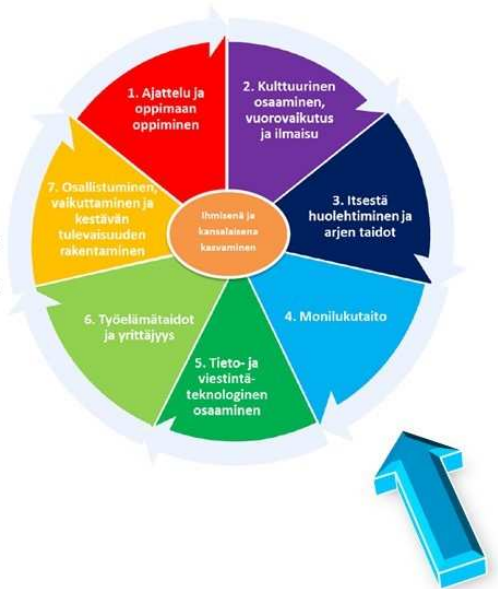 1. Ajattelu ja
oppimaan
oppiminen
2. Kulttuurinen
osaaminen,
vuorovaikutus
ja ilmaisu
3. Itsestä
huolehtiminen ja
arjen taidot
4. Monilukutaito
5. Tieto- ja
viestintä-
teknologinen
osaaminen
6. Työelämätaidot
ja yrittäjyys
7. Osallistuminen,
vaikuttaminen ja
kestävän
tulevaisuuden
rakentaminen
Ihmisenä ja
kansalaisena
kasvaminen